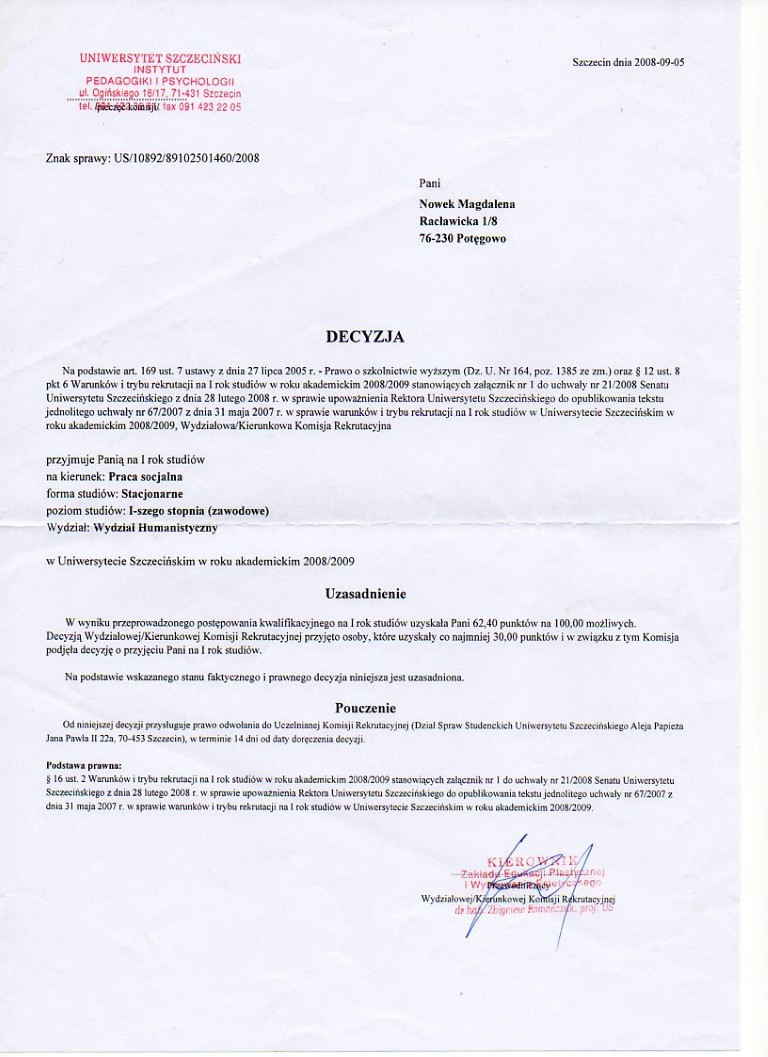 UNIWERSYTET SZCZECIŃSKI
INSTYTUT
PEDAGOGIKI I PSYCHOLOGII
ul. Ogińskiego 16/17, 71-431 Szczecin
tel. /pieczęć komisji/ fax 091 423 22 05
Szczecin dnia 2008-09-05
Znak sprawy: US/10892/89102501460/2008
Pani
Nowek Magdalena
Racławicka 1/8
76-230 Potęgowo
DECYZJA
Na podstawie art. 169 ust. 7 ustawy z dnia 27 lipca 2005 r. - Prawo o szkolnictwie wyższym (Dz. U. Nr 164, poz. 1385 ze zm.) oraz § 12 ust. 8
pkt 6 Warunków i trybu rekrutacji na I rok studiów w roku akademickim 2008/2009 stanowiących załącznik nr 1 do uchwały nr 21/2008 Senatu
Uniwersytetu Szczecińskiego z dnia 28 lutego 2008 r. w sprawie upoważnienia Rektora Uniwersytetu Szczecińskiego do opublikowania tekstu
jednolitego uchwały nr 67/2007 z dnia 31 maja 2007 r. w sprawie warunków i trybu rekrutacji na I rok studiów w Uniwersytecie Szczecińskim w
roku akademickim 2008/2009, Wydziałowa/Kierunkowa Komisja Rekrutacyjna
przyjmuje Panią na I rok studiów
na kierunek: Praca socjalna
forma studiów: Stacjonarne
poziom studiów: I-szego stopnia (zawodowe)
Wydział: Wydział Humanistyczny
w Uniwersytecie Szczecińskim w roku akademickim 2008/2009
Uzasadnienie
W wyniku przeprowadzonego postępowania kwalifikacyjnego na I rok studiów uzyskała Pani 62,40 punktów na 100,00 możliwych.
Decyzją Wydziałowej/Kierunkowej Komisji Rekrutacyjnej przyjęto osoby, które uzyskały co najmniej 30,00 punktów i w związku z tym Komisja
podjęła decyzję o przyjęciu Pani na I rok studiów.
Na podstawie wskazanego stanu faktycznego i prawnego decyzja niniejsza jest uzasadniona.
Pouczenie
Od niniejszej decyzji przysługuje prawo odwołania do Uczelnianej Komisji Rekrutacyjnej (Dział Spraw Studenckich Uniwersytetu Szczecińskiego Aleja Papieża
Jana Pawła II 22a, 70-453 Szczecin), w terminie 14 dni od daty doręczenia decyzji.
Podstawa prawna:
§ 16 ust. 2 Warunków i trybu rekrutacji na I rok studiów w roku akademickim 2008/2009 stanowiących załącznik nr 1 do uchwały nr 21/2008 Senatu Uniwersytetu
Szczecińskiego z dnia 28 lutego 2008 r. w sprawie upoważnienia Rektora Uniwersytetu Szczecińskiego do opublikowania tekstu jednolitego uchwały nr 67/2007 z
dnia 31 maja 2007 r. w sprawie warunków i trybu rekrutacji na I rok studiów w Uniwersytecie Szczecińskim w roku akademickim 2008/2009.
KIEROWNIK
Zakładu Edukacji Plastycznej
Przewodniczący
Wydziałowej/Kierunkowej Komisji Rekrutacyjnej
dr hab. Zbigniew prof. US